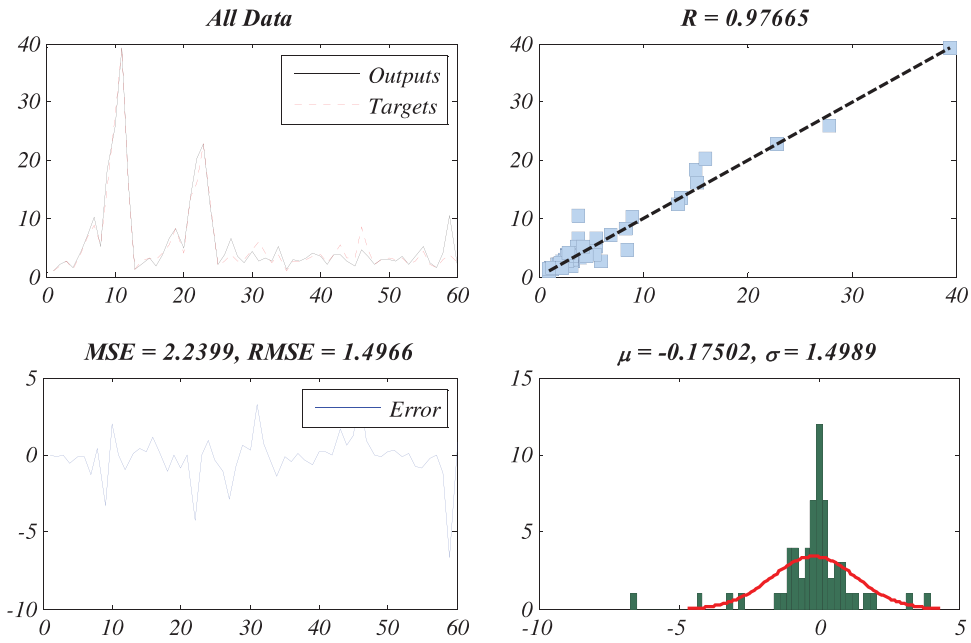 All Data
40
30
20
10
0
0 10 20 30 40 50 60
Outputs
Targets
R = 0.97665
40
30
20
10
0
0 10 20 30 40
MSE = 2.2399, RMSE = 1.4966
5
0
-5
-10
0 10 20 30 40 50 60
Error
μ = -0.17502, σ = 1.4989
15
10
5
0
-10 -5 0 5